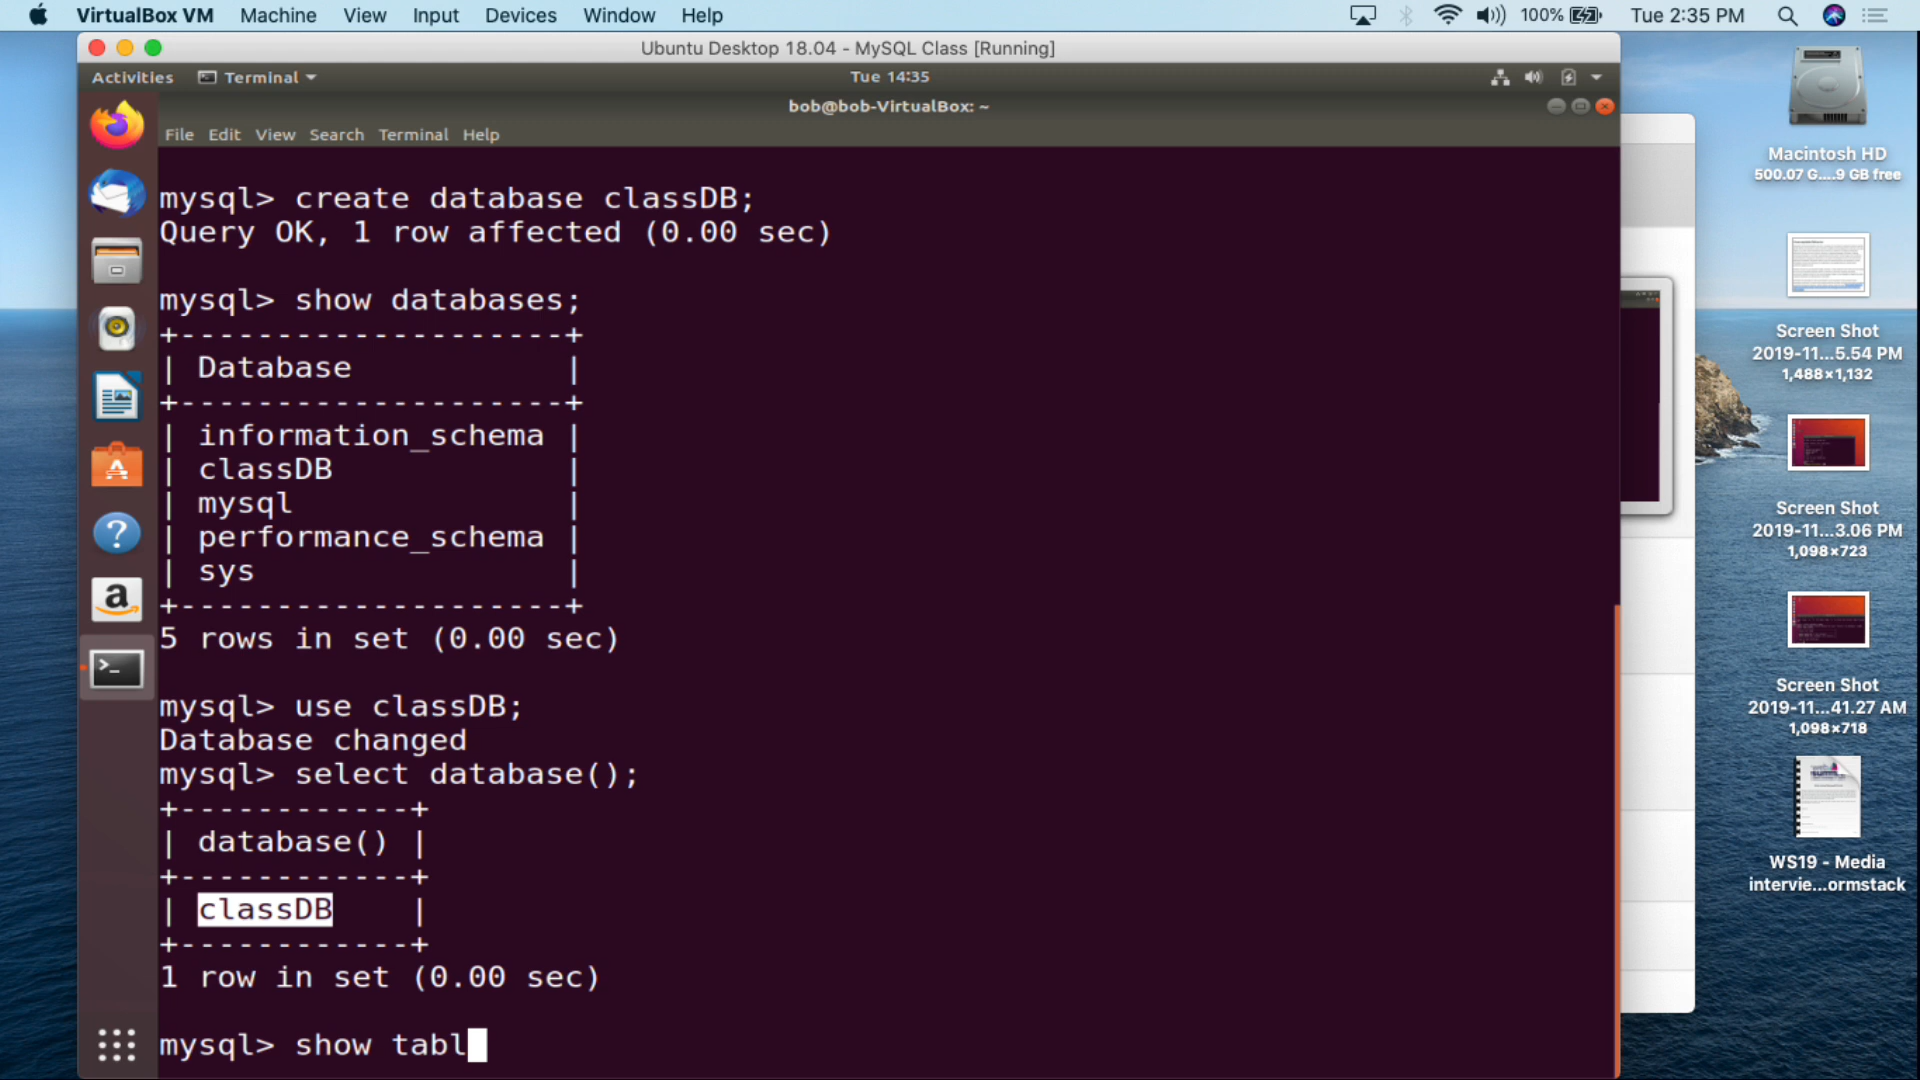 VirtualBox VM Machine View Input Devices Window Help 100% Tue 2:35 PM
Ubuntu Desktop 18.04 - MySQL Class [Running]
Activities Terminal Tue 14:35
bob@bob-VirtualBox: ~
File Edit View Search Terminal Help
mysql> create database classDB;
Query OK, 1 row affected (0.00 sec)
mysql> show databases;
+--------------------+
| Database           |
+--------------------+
| information_schema |
| classDB            |
| mysql              |
| performance_schema |
| sys                |
+--------------------+
5 rows in set (0.00 sec)
mysql> use classDB;
Database changed
mysql> select database();
+------------+
| database() |
+------------+
| classDB    |
+------------+
1 row in set (0.00 sec)
mysql> show tabl
Macintosh HD
500.07 G....9 GB free
Screen Shot
2019-11...5.54 PM
1,488×1,132
Screen Shot
2019-11...3.06 PM
1,098×723
Screen Shot
2019-11...41.27 AM
1,098×718
WS19 - Media
intervie...ormstack